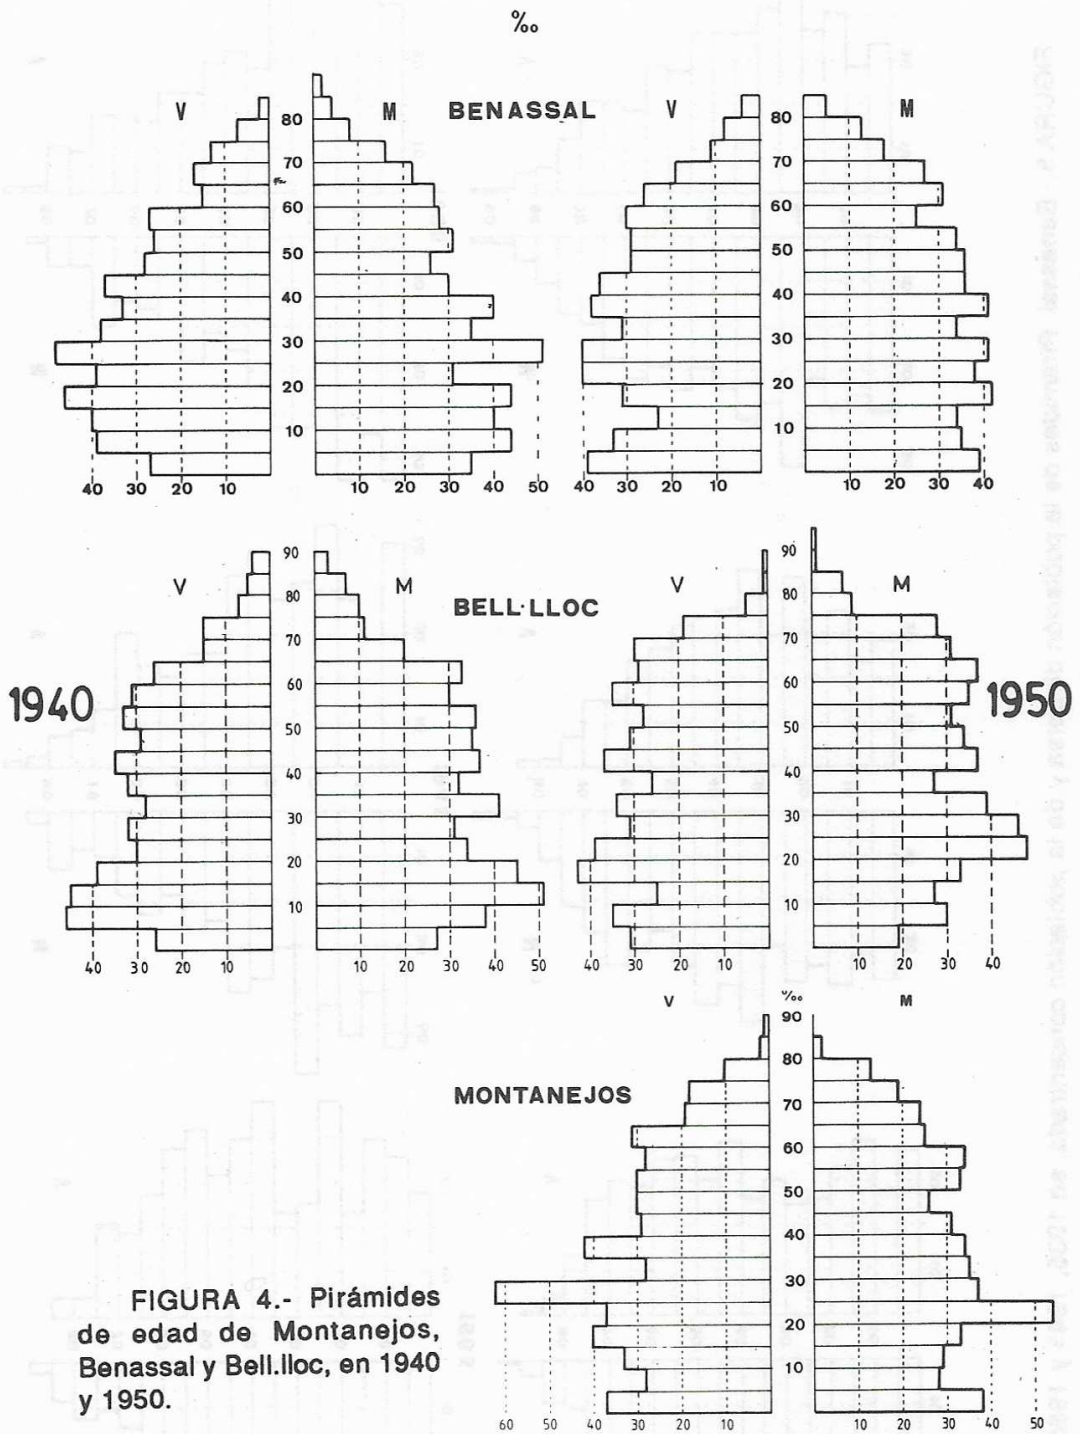 ‰
V M BENASSAL V M
80 80
70 70
60 60
50 50
40 40
30 30
20 20
10 10
40 30 20 10 10 20 30 40 50 40 30 20 10 10 20 30 40
90 90
V M BELL·LLOC V M
80 80
70 70
1940 60 60 1950
50 50
40 40
30 30
20 20
10 10
40 30 20 10 10 20 30 40 50 40 30 20 10 10 20 30 40
V ‰ M
90
80
MONTANEJOS
70
60
50
40
30
20
10
60 50 40 30 20 10 10 20 30 40 50
FIGURA 4.- Pirámides
de edad de Montanejos,
Benassal y Bell.lloc, en 1940
y 1950.